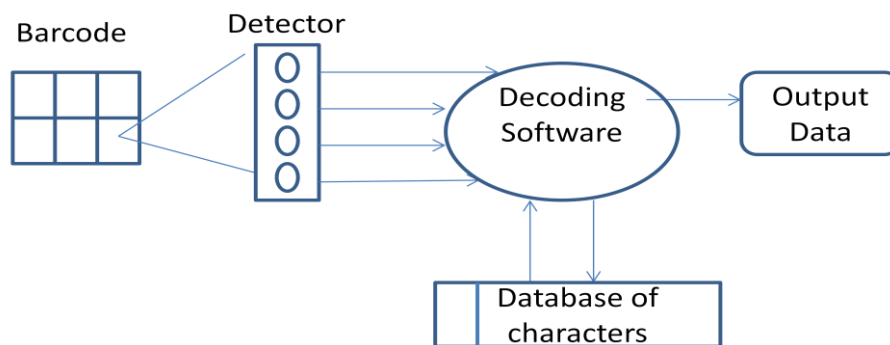 Barcode
Detector
Decoding
Software
Output
Data
Database of
characters